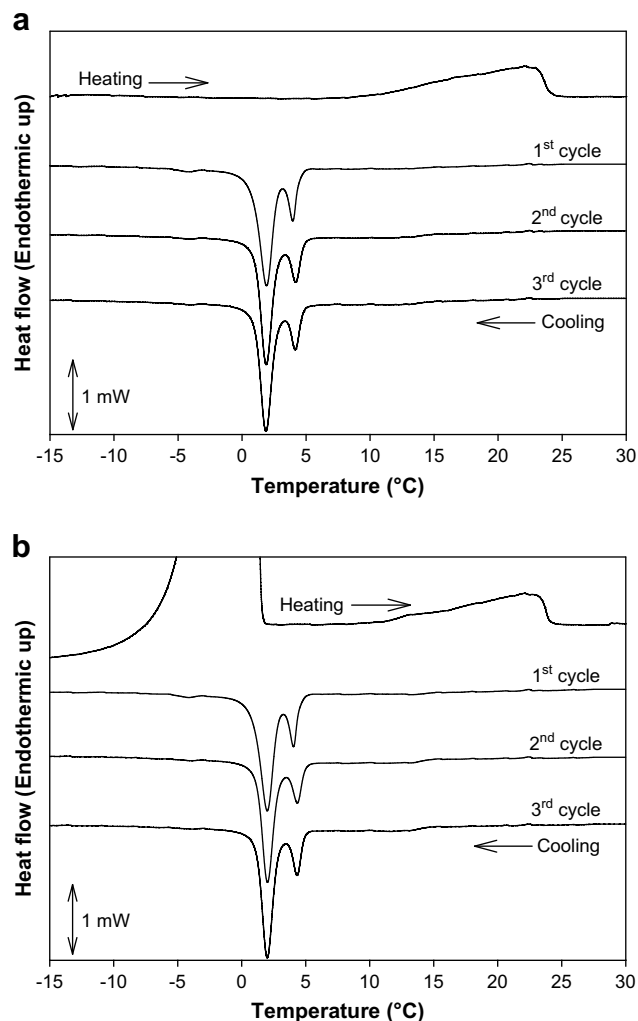 a
Heat flow (Endothermic up)
Heating
1st cycle
2nd cycle
3rd cycle
Cooling
1 mW
-15 -10 -5 0 5 10 15 20 25 30
Temperature (°C)
b
Heat flow (Endothermic up)
Heating
1st cycle
2nd cycle
3rd cycle
Cooling
1 mW
-15 -10 -5 0 5 10 15 20 25 30
Temperature (°C)